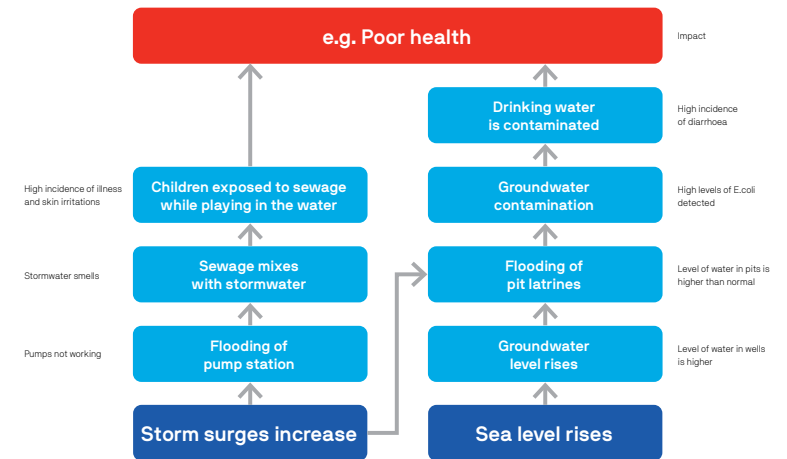 e.g. Poor health
Impact
Drinking water
is contaminated
High incidence
of diarrhoea
High incidence of illness
and skin irritations
Children exposed to sewage
while playing in the water
Groundwater
contamination
High levels of E.coli
detected
Stormwater smells
Sewage mixes
with stormwater
Flooding of
pit latrines
Level of water in pits is
higher than normal
Pumps not working
Flooding of
pump station
Groundwater
level rises
Level of water in wells
is higher
Storm surges increase
Sea level rises